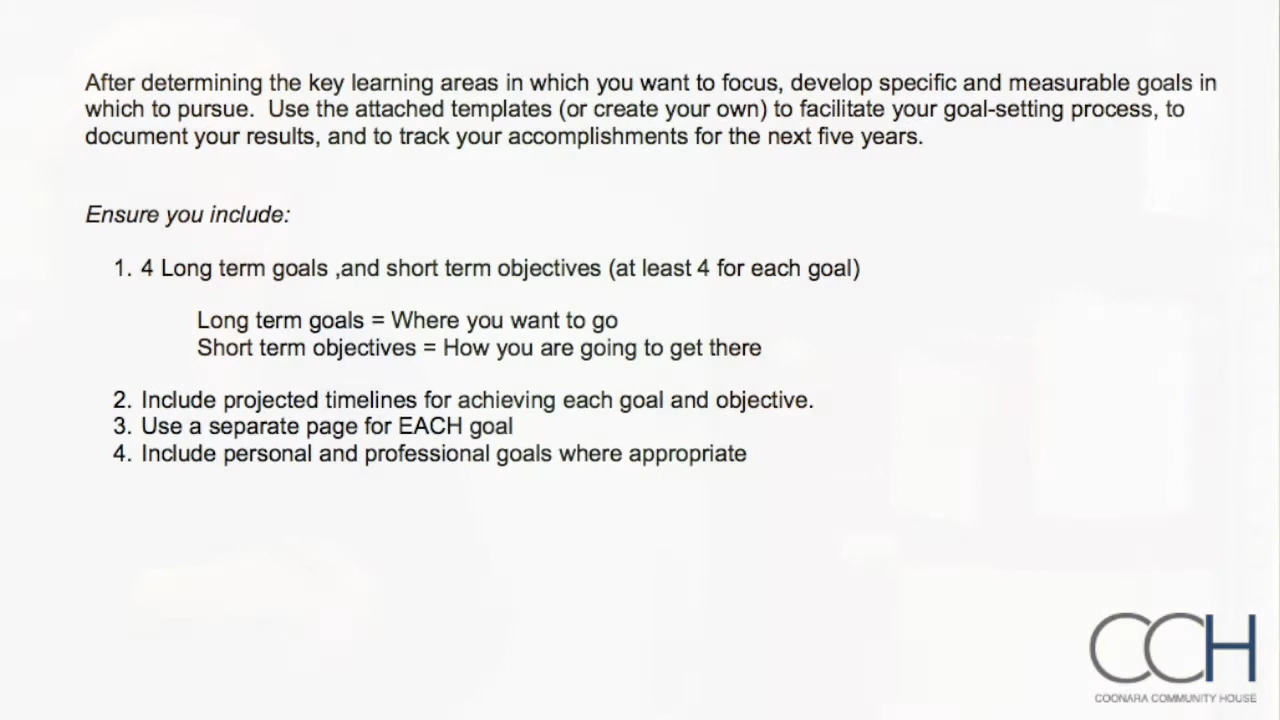 After determining the key learning areas in which you want to focus, develop specific and measurable goals in
which to pursue.  Use the attached templates (or create your own) to facilitate your goal-setting process, to
document your results, and to track your accomplishments for the next five years.
Ensure you include:
1. 4 Long term goals ,and short term objectives (at least 4 for each goal)
Long term goals = Where you want to go
Short term objectives = How you are going to get there
2. Include projected timelines for achieving each goal and objective.
3. Use a separate page for EACH goal
4. Include personal and professional goals where appropriate
CCH
COONARA COMMUNITY HOUSE